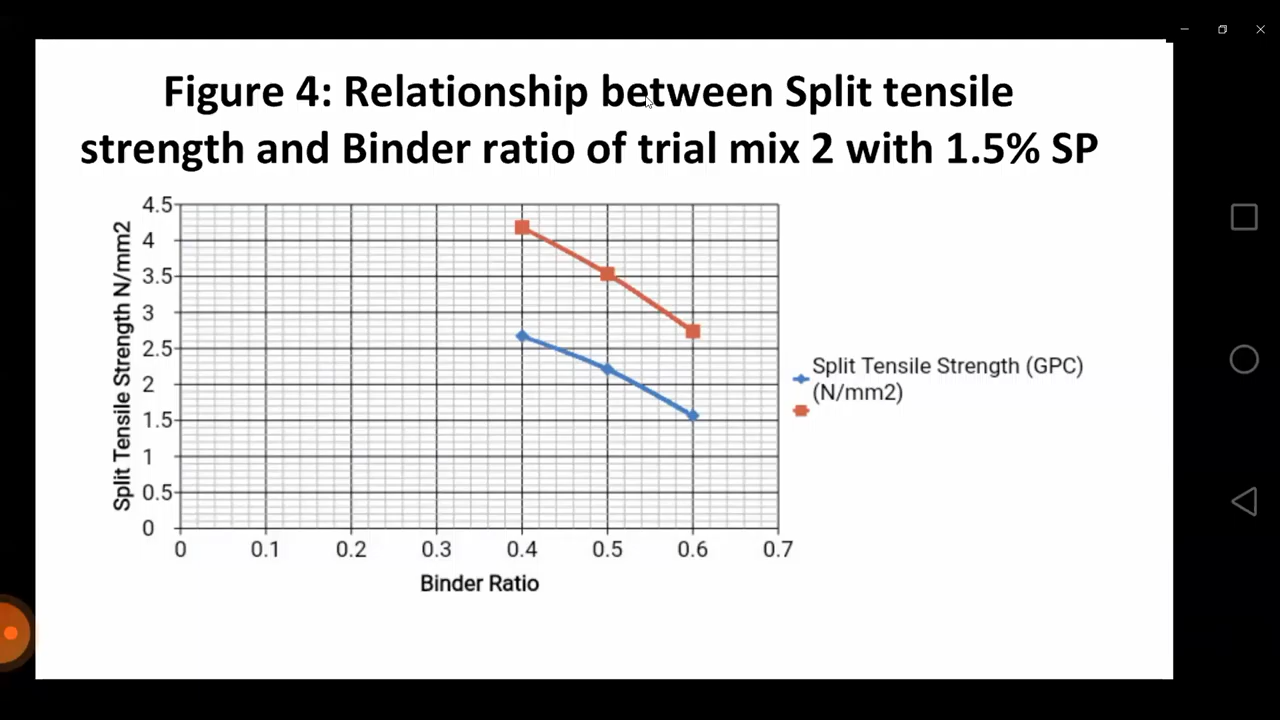 Figure 4: Relationship between Split tensile
strength and Binder ratio of trial mix 2 with 1.5% SP
Split Tensile Strength N/mm2
4.5
4
3.5
3
2.5
2
1.5
1
0.5
0
0 0.1 0.2 0.3 0.4 0.5 0.6 0.7
Binder Ratio
Split Tensile Strength (GPC)
(N/mm2)